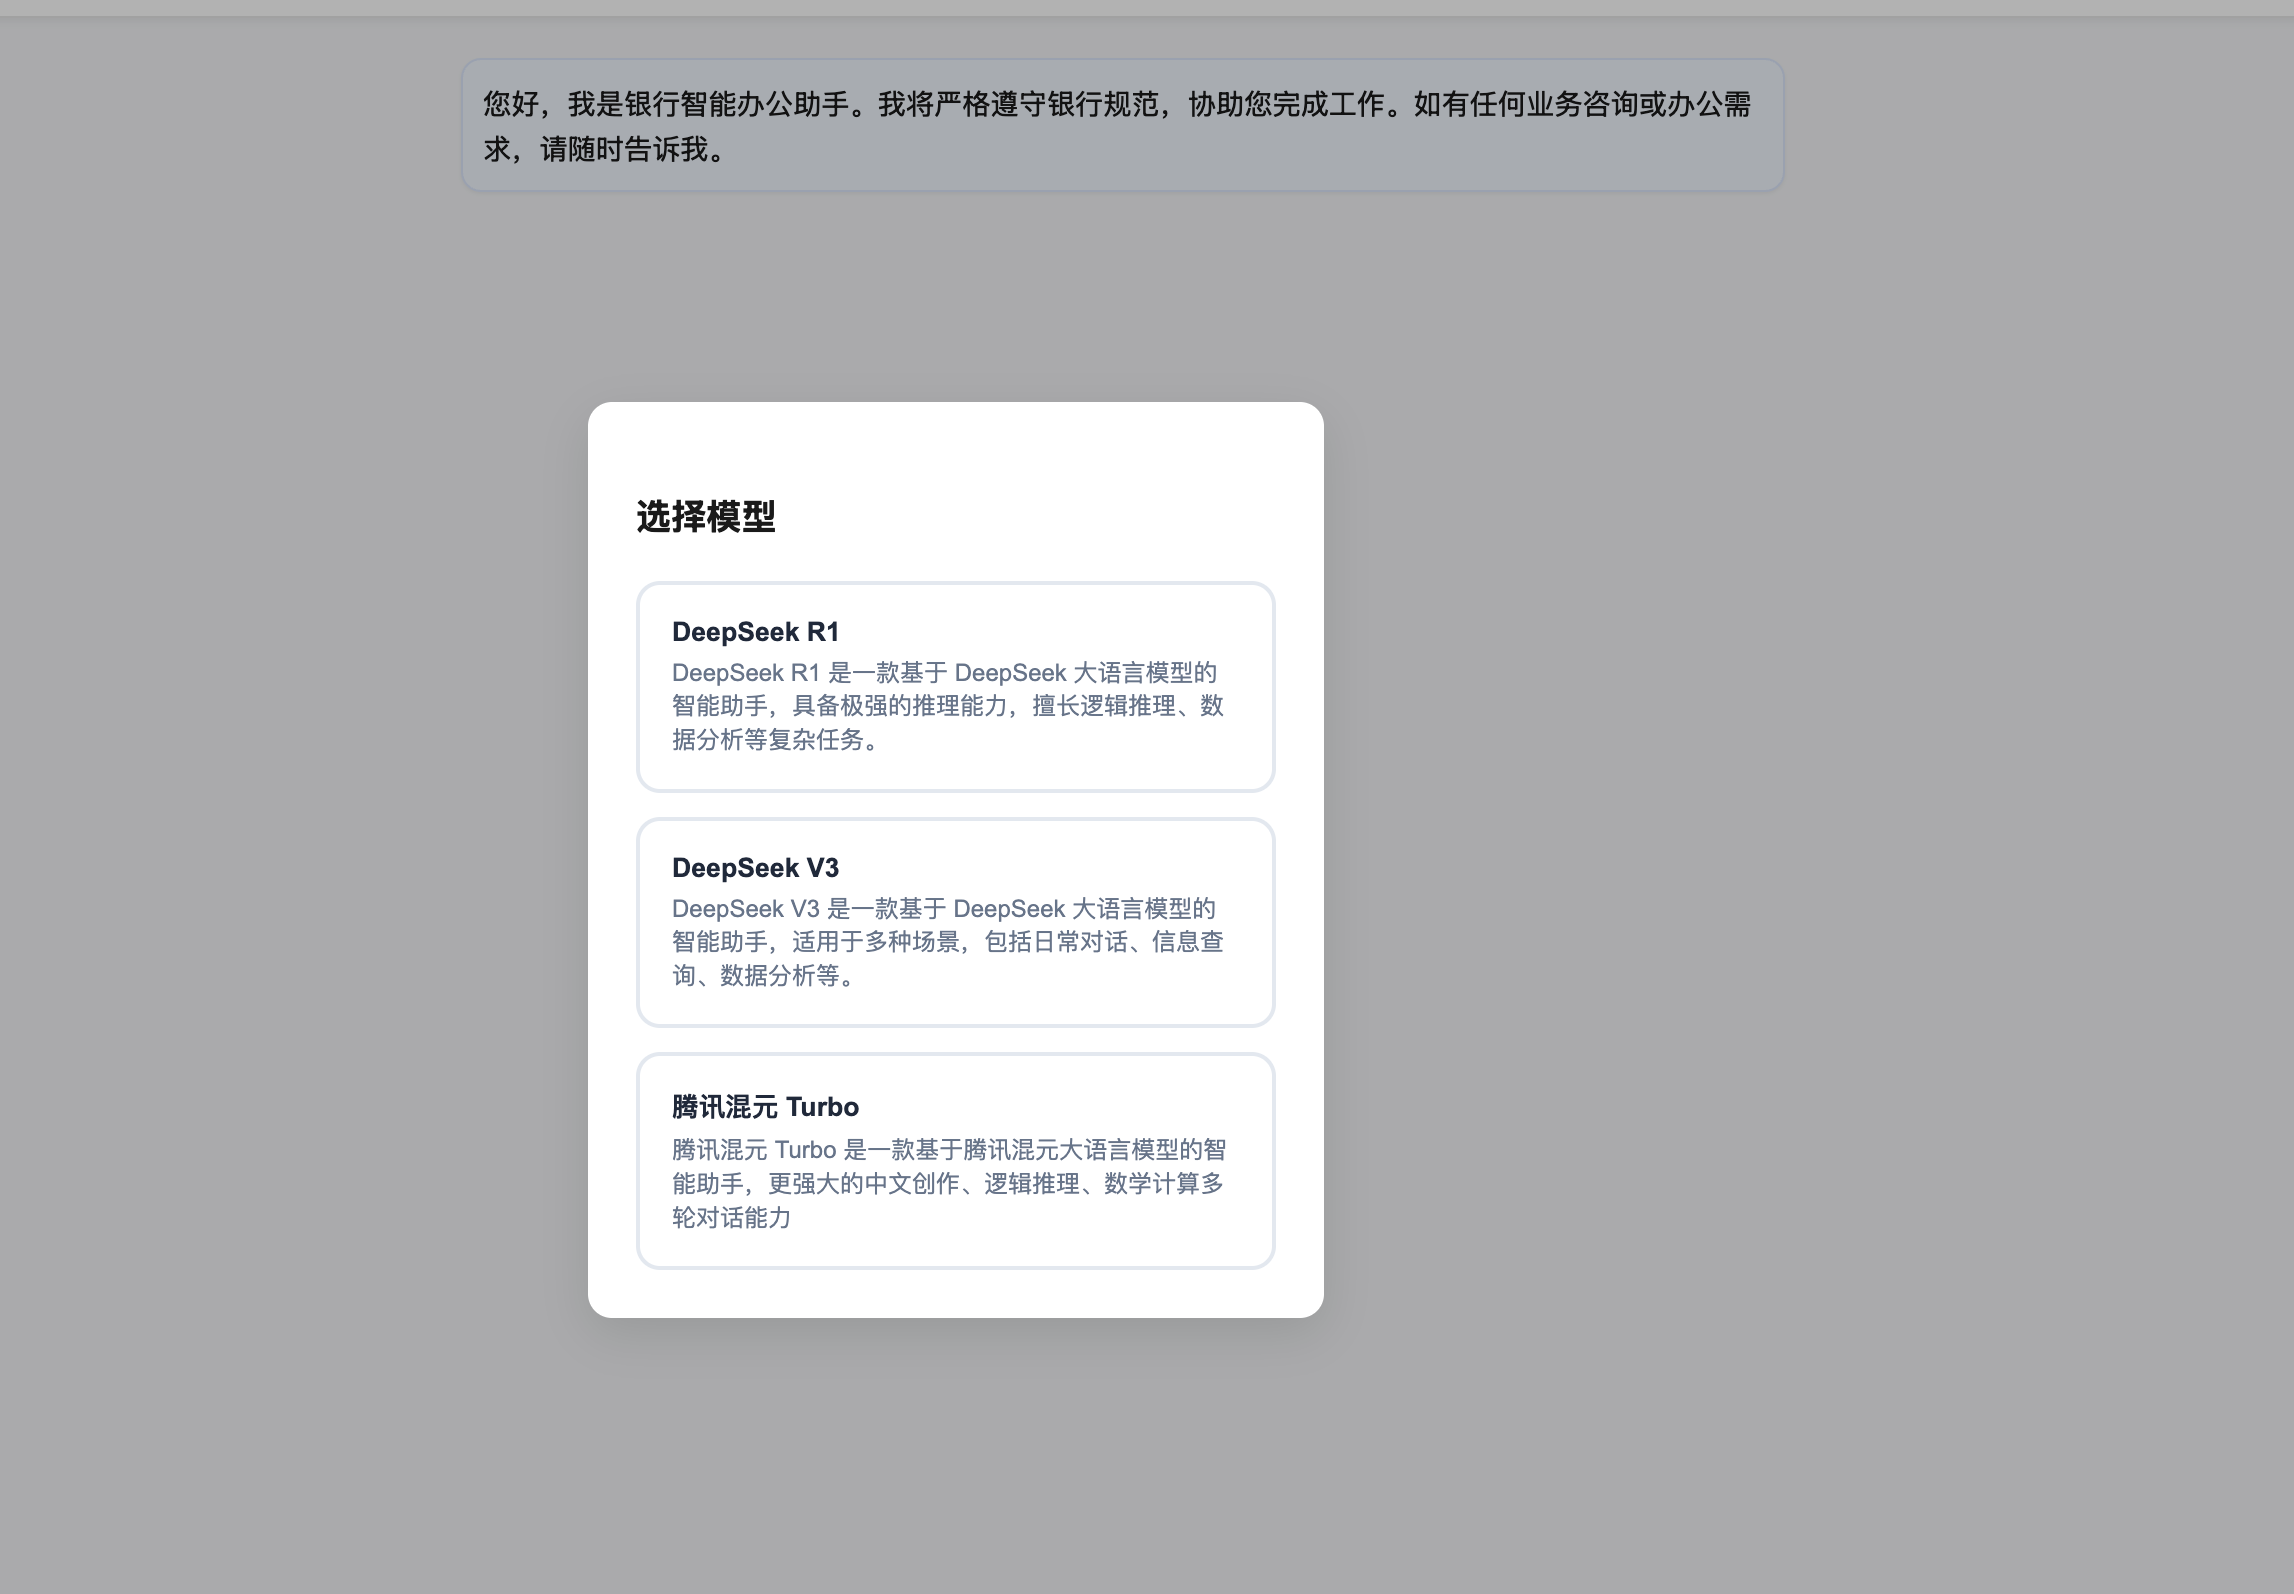 您好，我是银行智能办公助手。我将严格遵守银行规范，协助您完成工作。如有任何业务咨询或办公需
求，请随时告诉我。
选择模型
DeepSeek R1
DeepSeek R1 是一款基于 DeepSeek 大语言模型的
智能助手，具备极强的推理能力，擅长逻辑推理、数
据分析等复杂任务。
DeepSeek V3
DeepSeek V3 是一款基于 DeepSeek 大语言模型的
智能助手，适用于多种场景，包括日常对话、信息查
询、数据分析等。
腾讯混元 Turbo
腾讯混元 Turbo 是一款基于腾讯混元大语言模型的智
能助手，更强大的中文创作、逻辑推理、数学计算多
轮对话能力